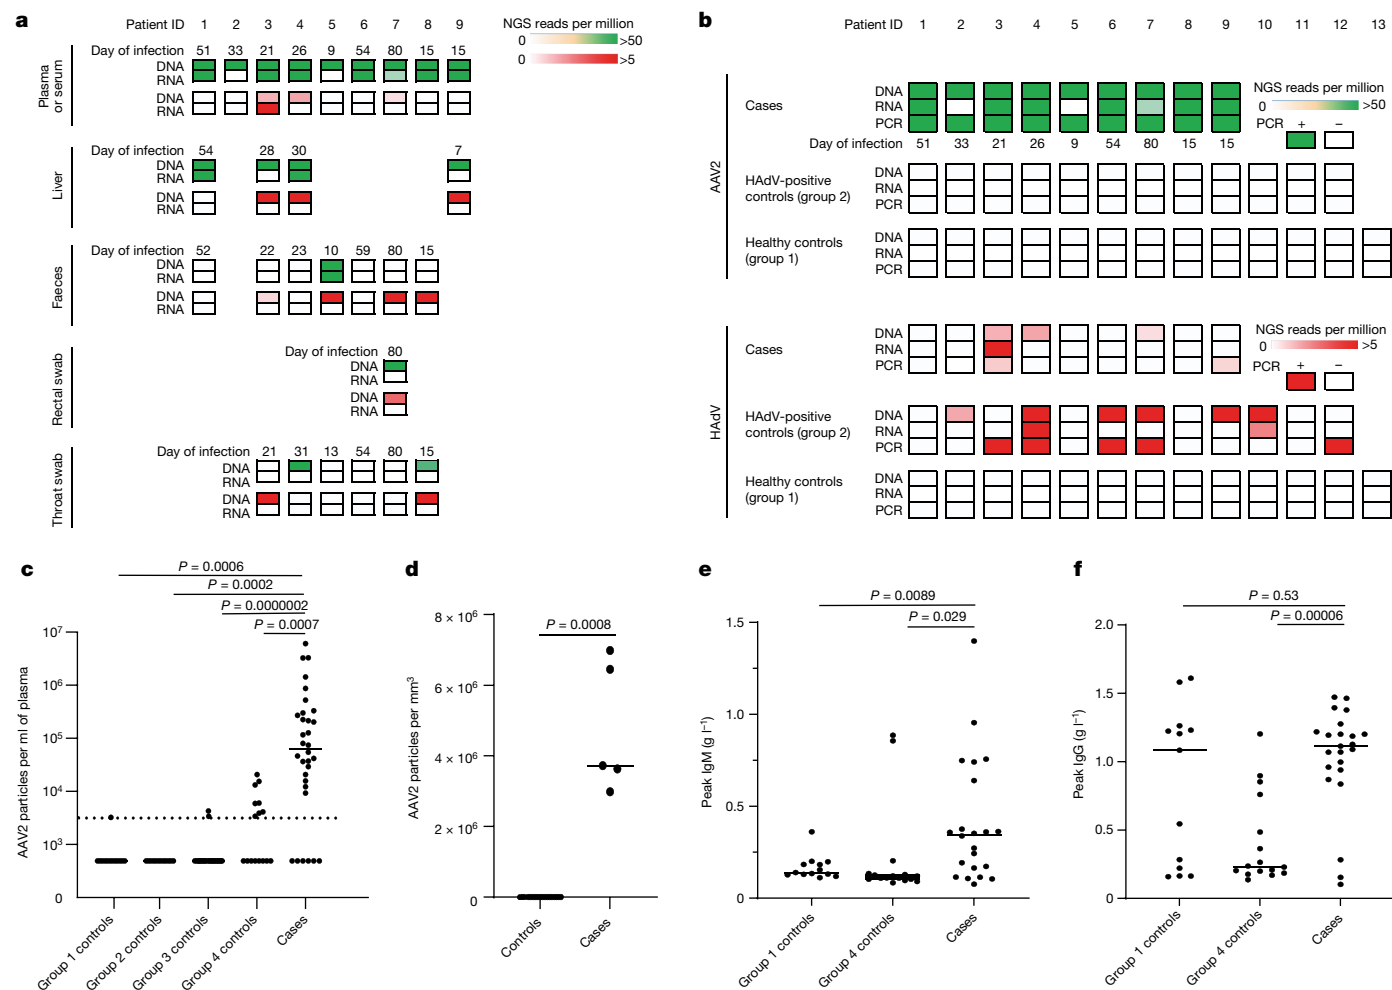 a
Patient ID 1 2 3 4 5 6 7 8 9
NGS reads per million
0 >50
0 >5
Plasma or serum
Day of infection 51 33 21 26 9 54 80 15 15
DNA
RNA
DNA
RNA
Liver
Day of infection 54 28 30 7
DNA
RNA
DNA
RNA
Faeces
Day of infection 52 22 23 10 59 80 15
DNA
RNA
DNA
RNA
Rectal swab
Day of infection 80
DNA
RNA
DNA
RNA
Throat swab
Day of infection 21 31 13 54 80 15
DNA
RNA
DNA
RNA
b
Patient ID 1 2 3 4 5 6 7 8 9 10 11 12 13
AAV2
Cases
DNA
RNA
PCR
Day of infection 51 33 21 26 9 54 80 15 15
NGS reads per million
0 >50
PCR + −
HAdV-positive
controls (group 2)
DNA
RNA
PCR
Healthy controls
(group 1)
DNA
RNA
PCR
HAdV
Cases
DNA
RNA
PCR
NGS reads per million
0 >5
PCR + −
HAdV-positive
controls (group 2)
DNA
RNA
PCR
Healthy controls
(group 1)
DNA
RNA
PCR
c
P = 0.0006
P = 0.0002
P = 0.0000002
P = 0.0007
AAV2 particles per ml of plasma
10⁷
10⁶
10⁵
10⁴
10³
0
Group 1 controls
Group 2 controls
Group 3 controls
Group 4 controls
Cases
d
P = 0.0008
AAV2 particles per mm³
8 × 10⁶
6 × 10⁶
4 × 10⁶
2 × 10⁶
0
Controls
Cases
e
P = 0.0089
P = 0.029
Peak IgM (g l⁻¹)
1.5
1.0
0.5
0
Group 1 controls
Group 4 controls
Cases
f
P = 0.53
P = 0.00006
Peak IgG (g l⁻¹)
2.0
1.5
1.0
0.5
0
Group 1 controls
Group 4 controls
Cases